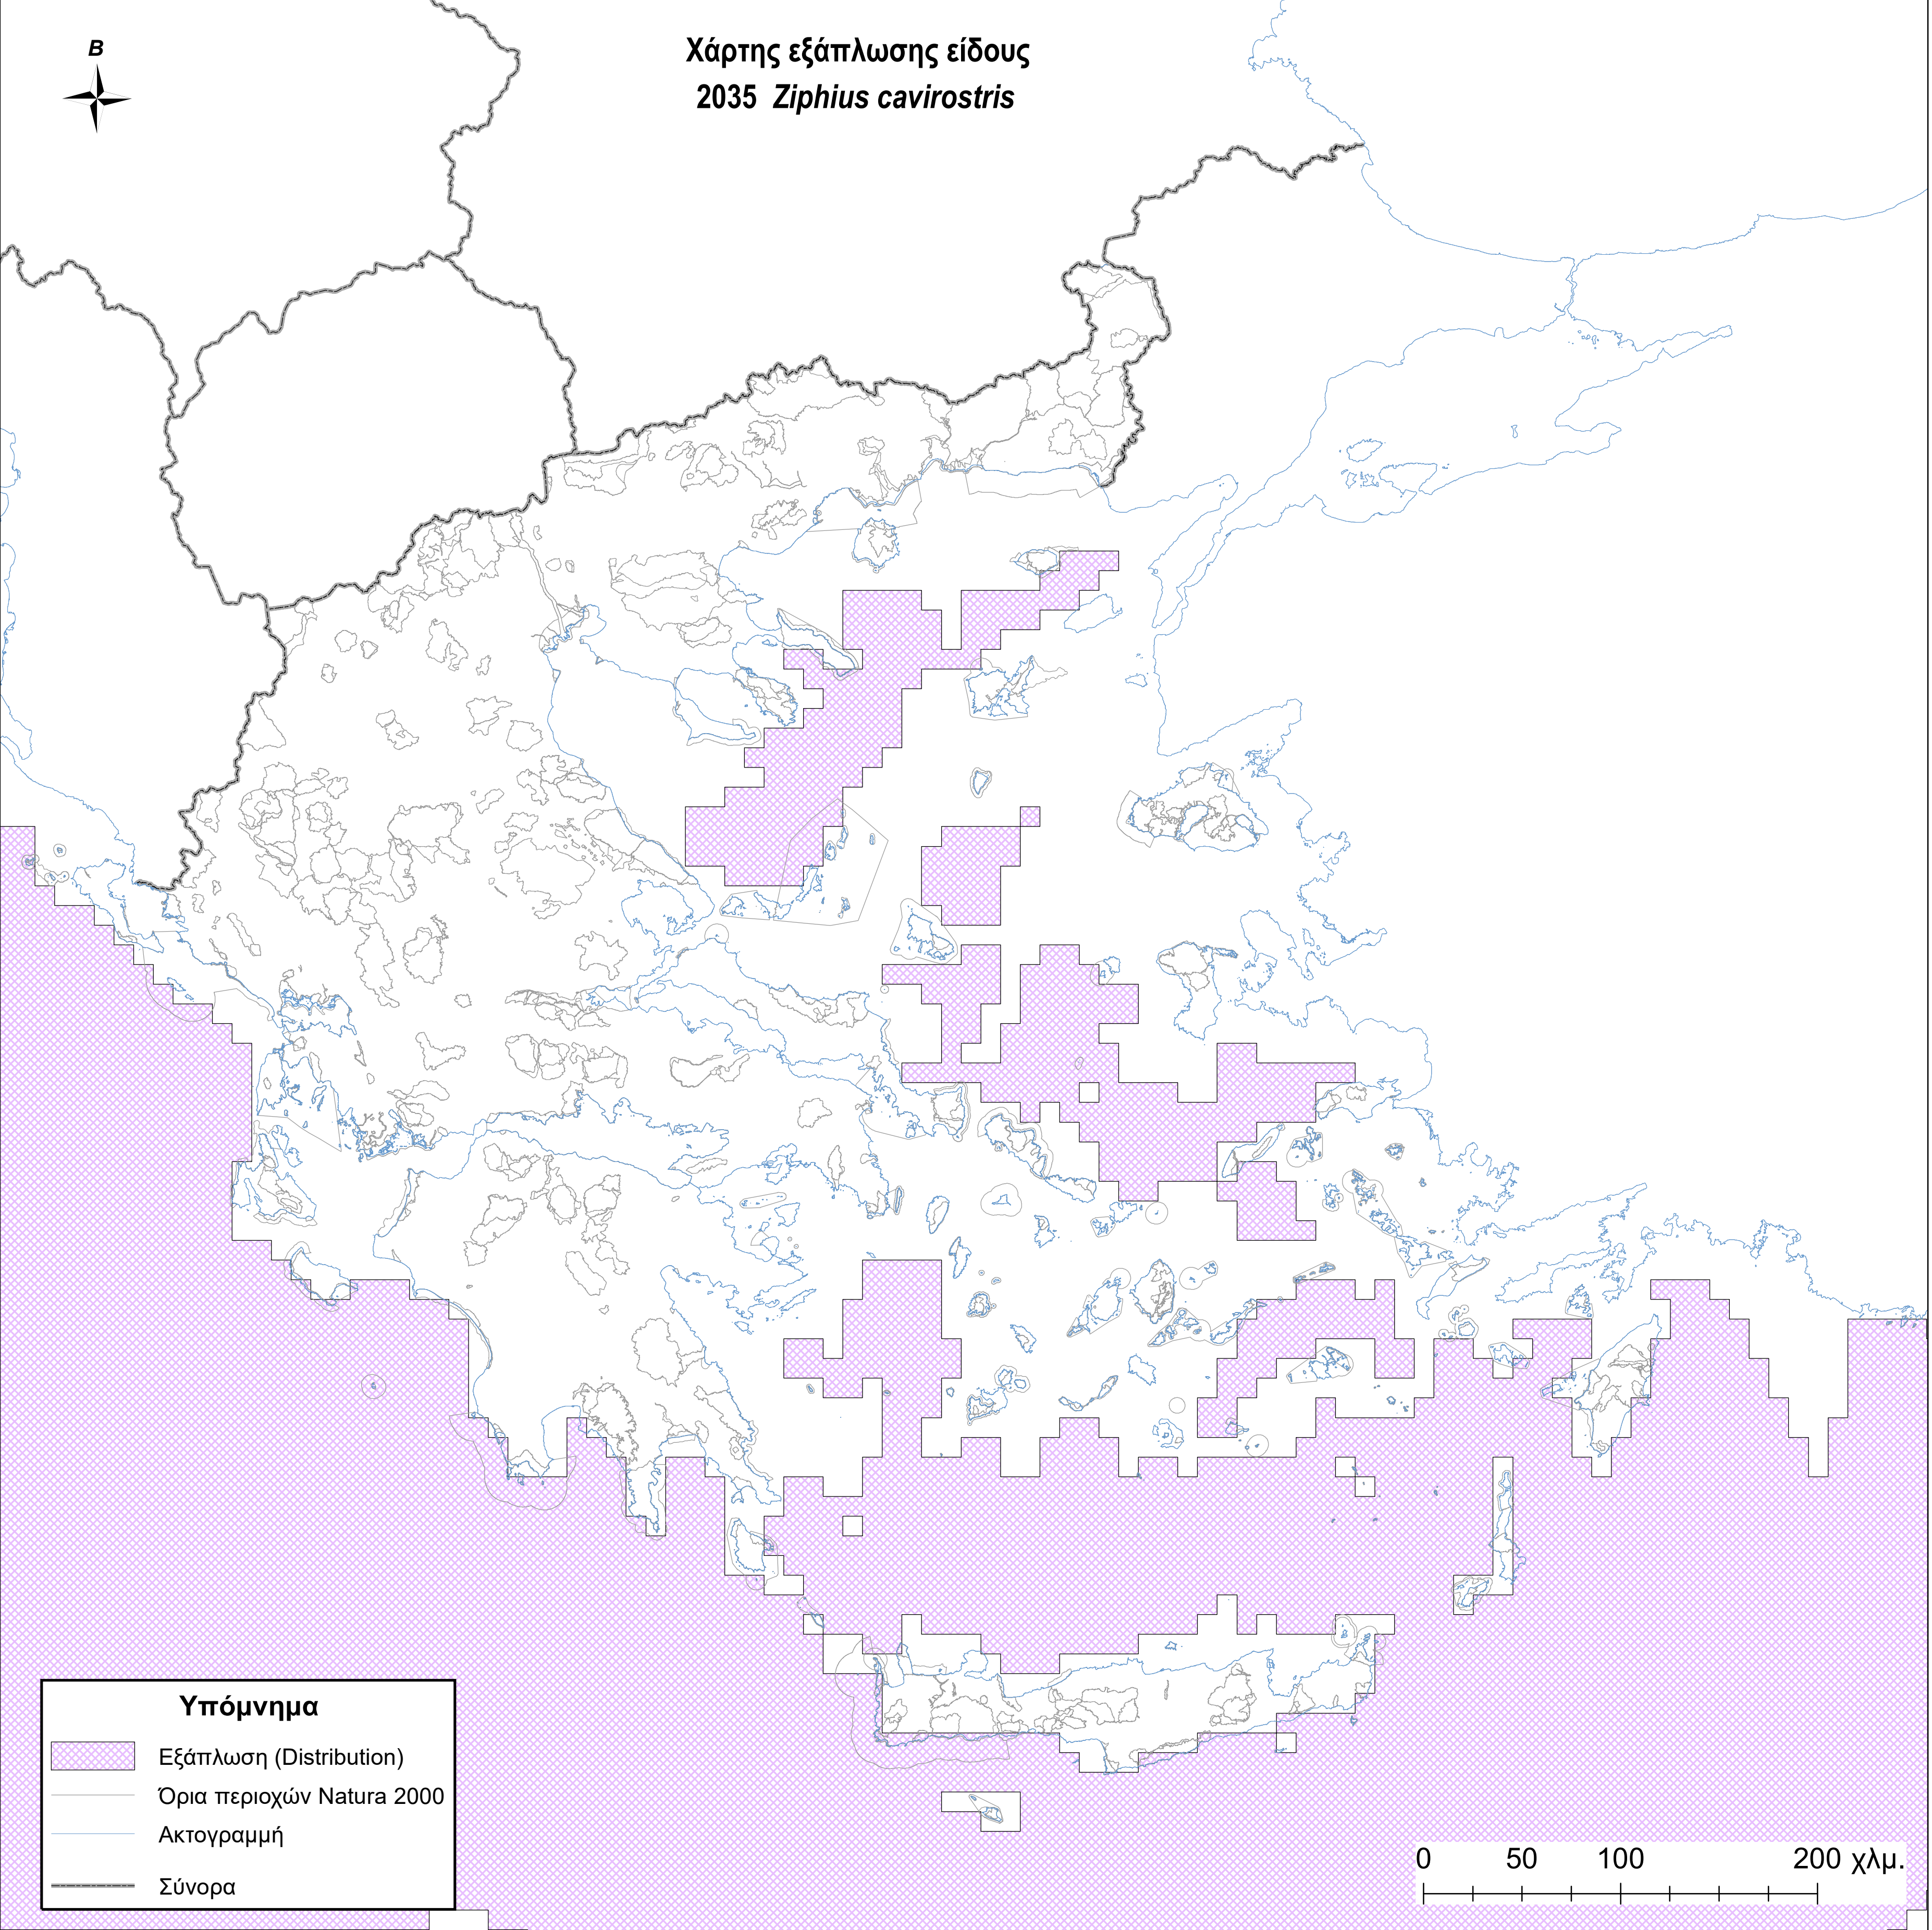 B
Χάρτης εξάπλωσης είδους
2035 Ziphius cavirostris
Υπόμνημα
Εξάπλωση (Distribution)
Όρια περιοχών Natura 2000
Ακτογραμμή
Σύνορα
0 50 100 200 χλμ.